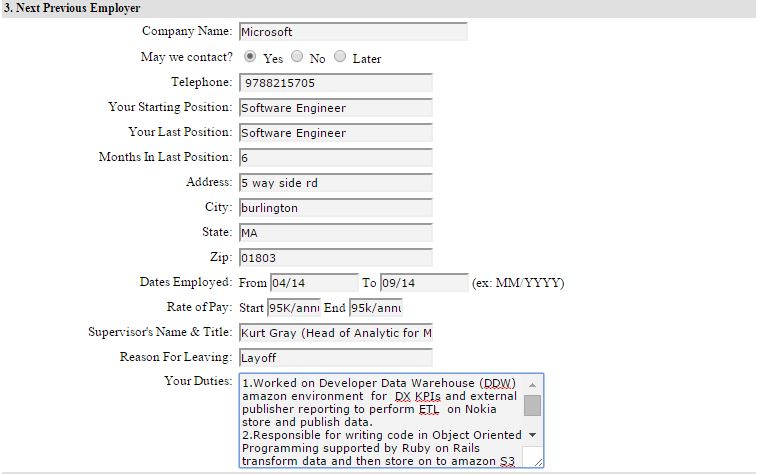 3. Next Previous Employer
Company Name: Microsoft
May we contact? Yes No Later
Telephone: 9788215705
Your Starting Position: Software Engineer
Your Last Position: Software Engineer
Months In Last Position: 6
Address: 5 way side rd
City: burlington
State: MA
Zip: 01803
Dates Employed: From 04/14 To 09/14 (ex: MM/YYYY)
Rate of Pay: Start 95K/annu End 95k/annu
Supervisor's Name & Title: Kurt Gray (Head of Analytic for M
Reason For Leaving: Layoff
Your Duties: 1.Worked on Developer Data Warehouse (DDW)
amazon environment for DX KPIs and external
publisher reporting to perform ETL on Nokia
store and publish data.
2.Responsible for writing code in Object Oriented
Programming supported by Ruby on Rails
transform data and then store on to amazon S3